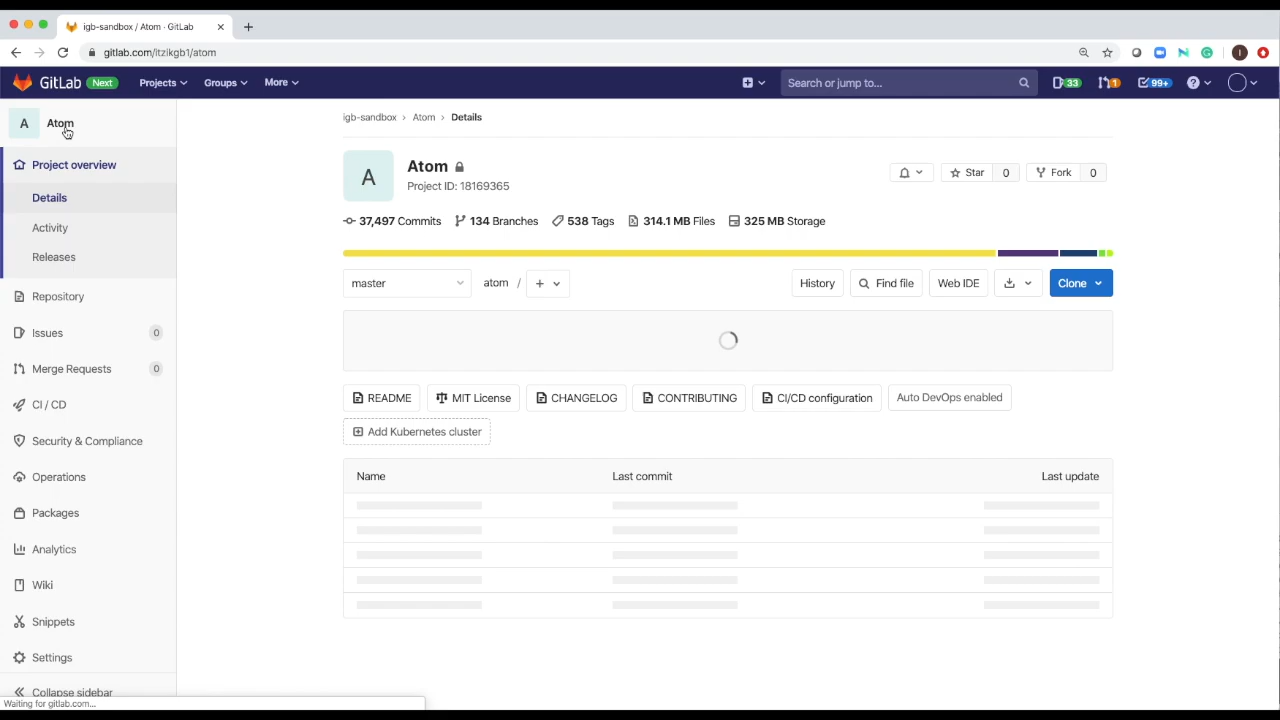 igb-sandbox / Atom · GitLab
gitlab.com/itzikgb1/atom
GitLab Next Projects Groups More Search or jump to... 33 1 99+
A Atom
Project overview
Details
Activity
Releases
Repository
Issues 0
Merge Requests 0
CI / CD
Security & Compliance
Operations
Packages
Analytics
Wiki
Snippets
Settings
Collapse sidebar
Waiting for gitlab.com...
igb-sandbox › Atom › Details
A
Atom
Project ID: 18169365
Star 0 Fork 0
37,497 Commits 134 Branches 538 Tags 314.1 MB Files 325 MB Storage
master atom / + History Find file Web IDE Clone
README MIT License CHANGELOG CONTRIBUTING CI/CD configuration Auto DevOps enabled
Add Kubernetes cluster
Name Last commit Last update